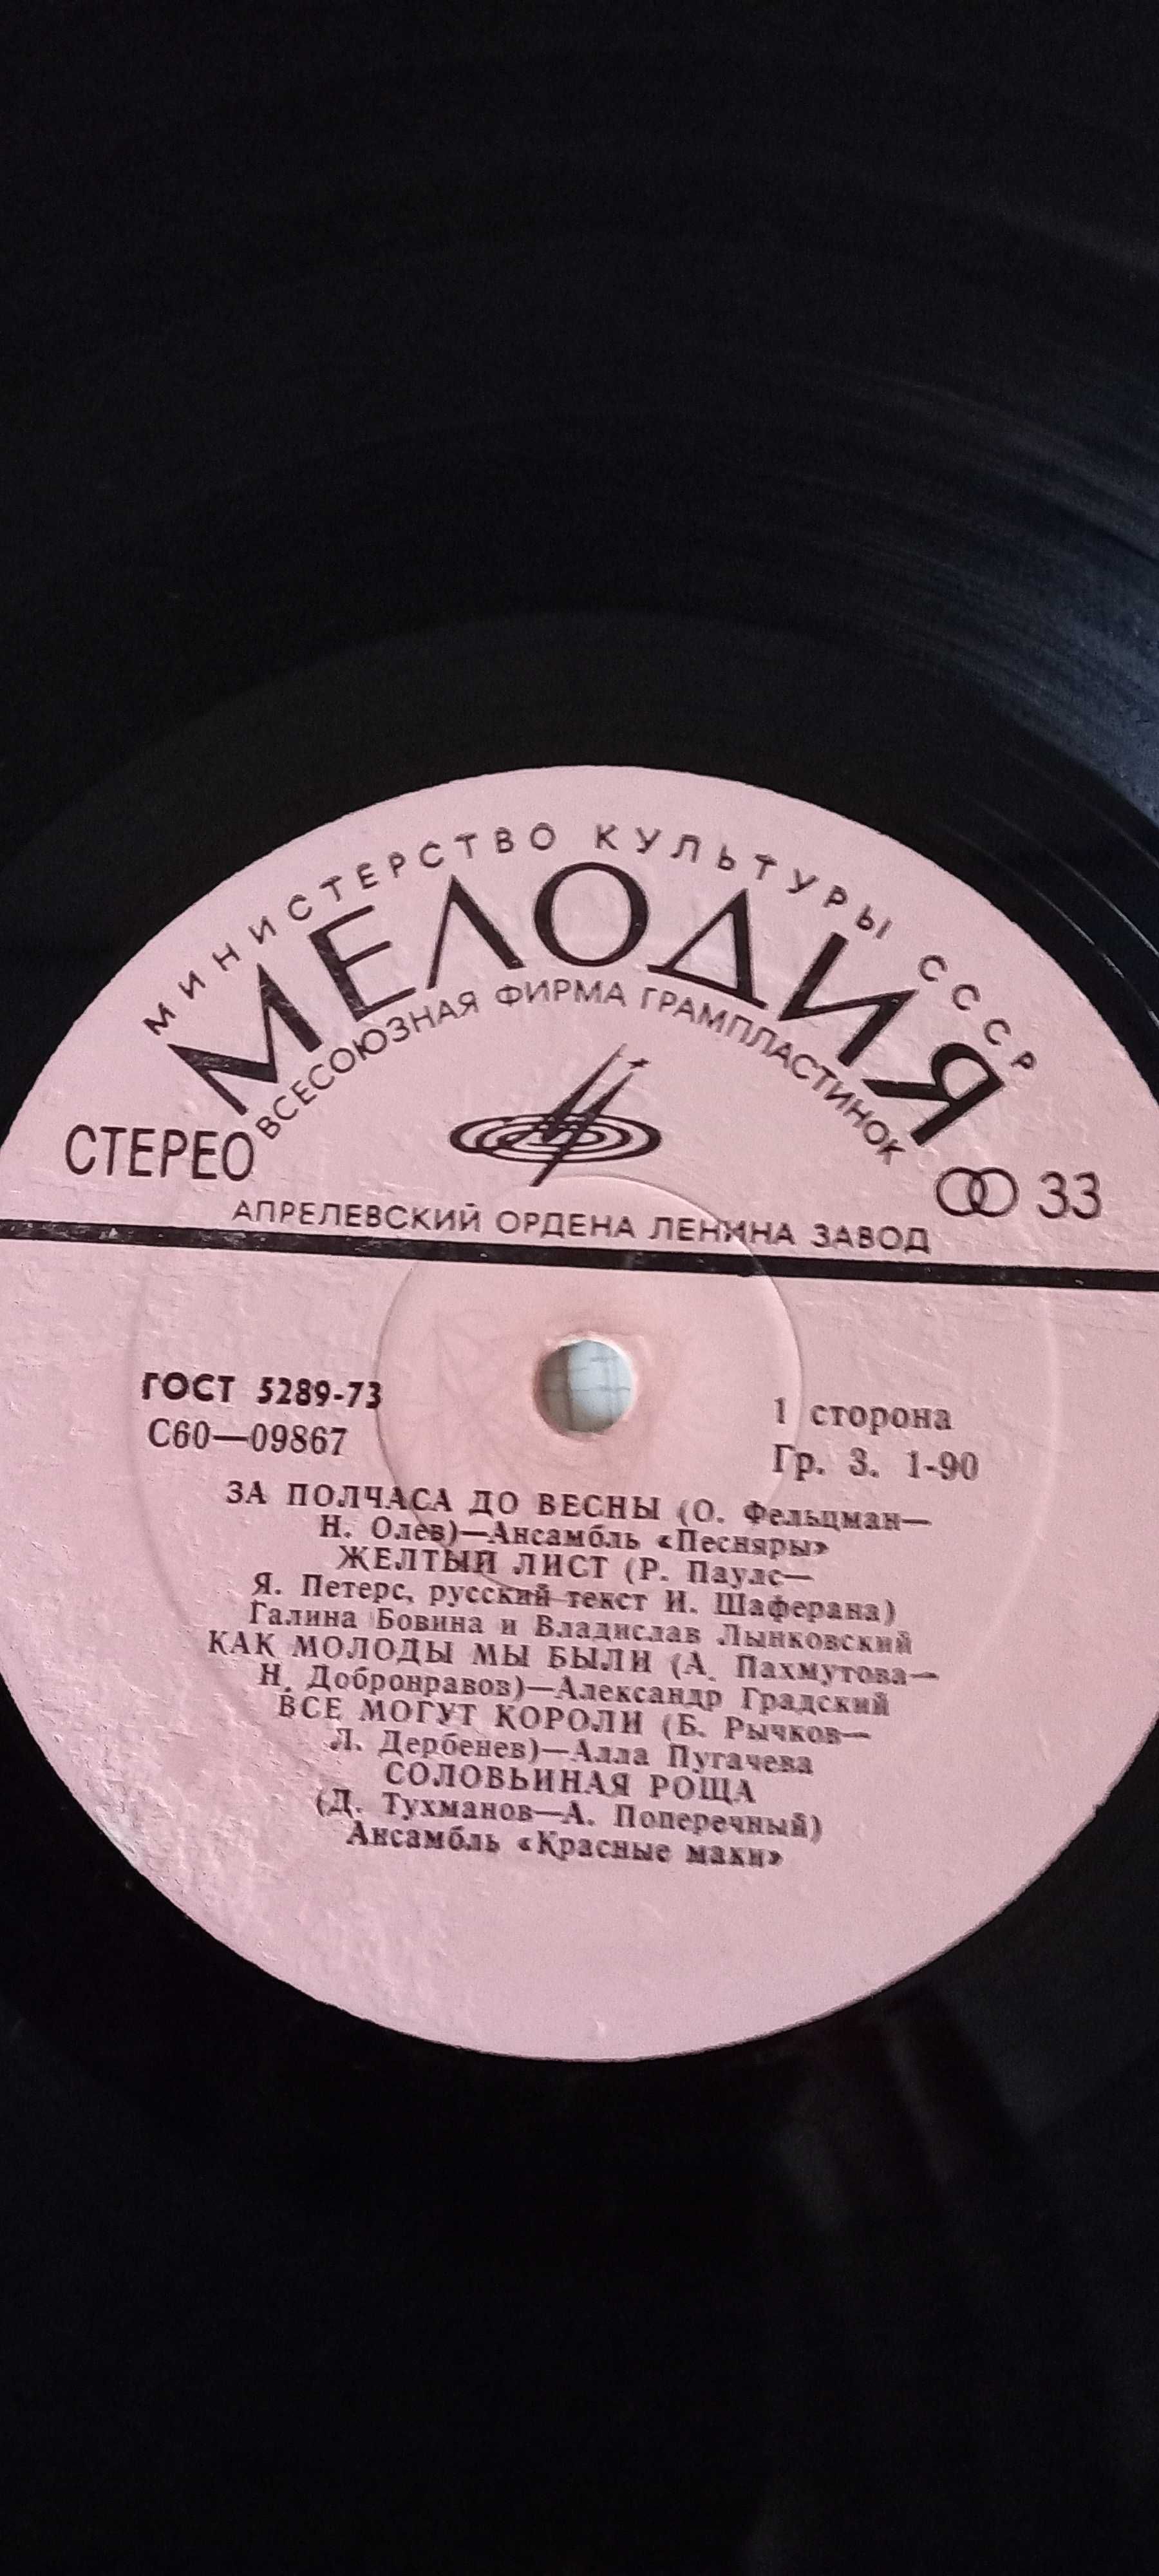 МИНИСТЕРСТВО КУЛЬТУРЫ СССР
МЕЛОДИЯ
ВСЕСОЮЗНАЯ ФИРМА ГРАМПЛАСТИНОК
СТЕРЕО
33
АПРЕЛЕВСКИЙ ОРДЕНА ЛЕНИНА ЗАВОД
ГОСТ 5289-73
С60—09867
1 сторона
Гр. 3. 1-90
ЗА ПОЛЧАСА ДО ВЕСНЫ (О. Фельцман—
Н. Олев)—Ансамбль «Песняры»
ЖЕЛТЫЙ ЛИСТ (Р. Паулс—
Я. Петерс, русский текст И. Шаферана)
Галина Бовина и Владислав Лынковский
КАК МОЛОДЫ МЫ БЫЛИ (А. Пахмутова—
Н. Добронравов)—Александр Градский
ВСЕ МОГУТ КОРОЛИ (Б. Рычков—
Л. Дербенев)—Алла Пугачева
СОЛОВЬИНАЯ РОЩА
(Д. Тухманов—А. Поперечный)
Ансамбль «Красные маки»